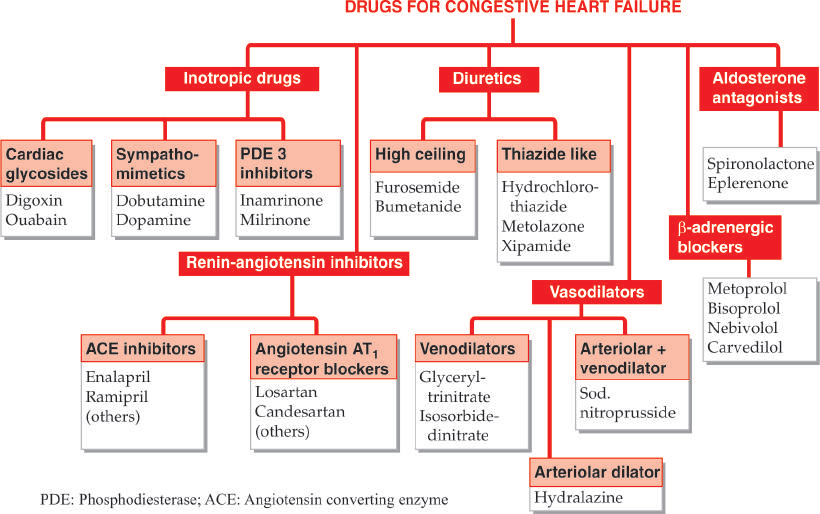 DRUGS FOR CONGESTIVE HEART FAILURE
Inotropic drugs
Diuretics
Aldosterone
antagonists
Cardiac
glycosides
Digoxin
Ouabain
Sympatho-
mimetics
Dobutamine
Dopamine
PDE 3
inhibitors
Inamrinone
Milrinone
High ceiling
Furosemide
Bumetanide
Thiazide like
Hydrochloro-
thiazide
Metolazone
Xipamide
Spironolactone
Eplerenone
Renin-angiotensin inhibitors
β-adrenergic
blockers
Vasodilators
Metoprolol
Bisoprolol
Nebivolol
Carvedilol
ACE inhibitors
Enalapril
Ramipril
(others)
Angiotensin AT1
receptor blockers
Losartan
Candesartan
(others)
Venodilators
Glyceryl-
trinitrate
Isosorbide-
dinitrate
Arteriolar +
venodilator
Sod.
nitroprusside
Arteriolar dilator
Hydralazine
PDE: Phosphodiesterase; ACE: Angiotensin converting enzyme